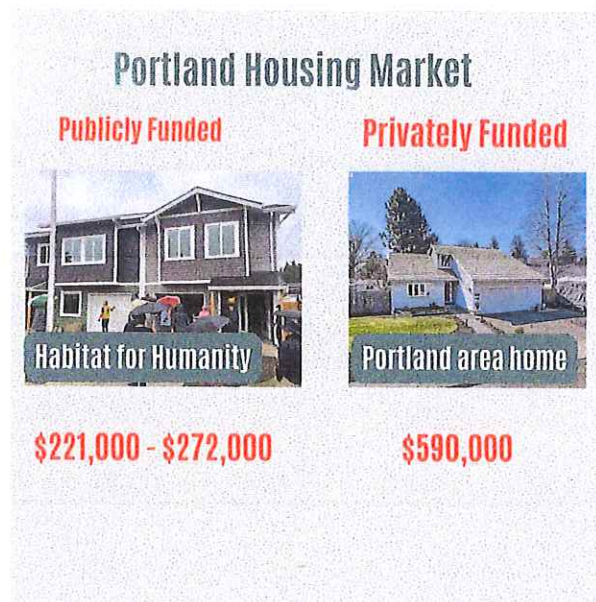 Portland Housing Market
Publicly Funded
Privately Funded
Habitat for Humanity
Portland area home
$221,000 - $272,000
$590,000